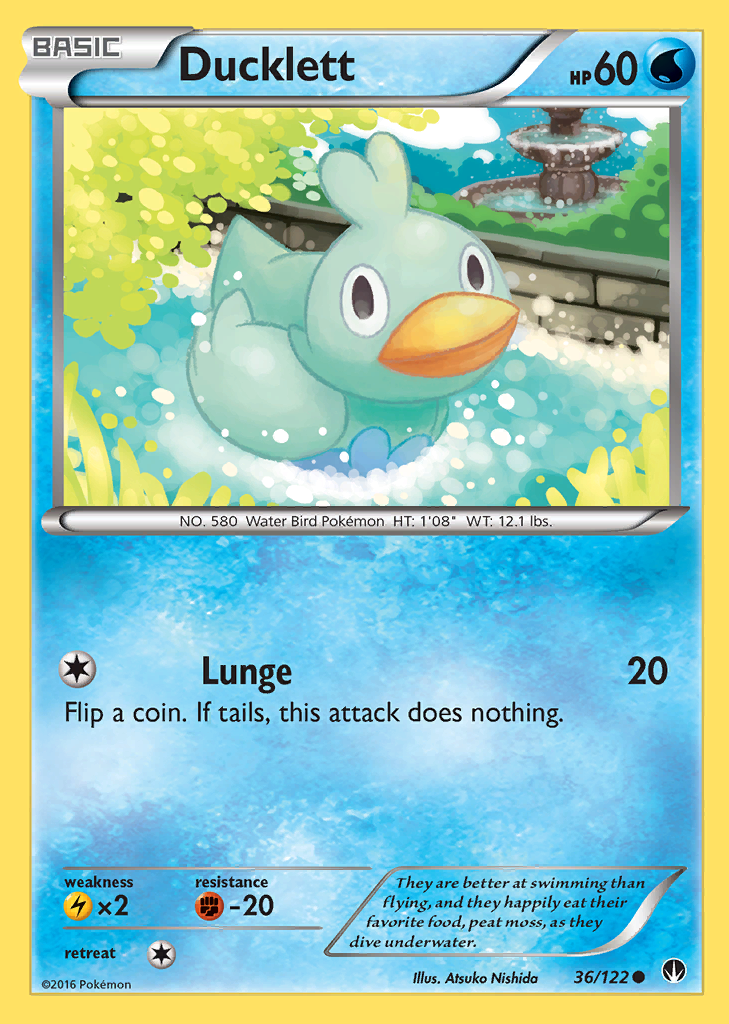 BASIC
Ducklett
HP60
NO. 580 Water Bird Pokémon HT: 1'08" WT: 12.1 lbs.
Lunge 20
Flip a coin. If tails, this attack does nothing.
weakness resistance
×2 -20
retreat
They are better at swimming than
flying, and they happily eat their
favorite food, peat moss, as they
dive underwater.
©2016 Pokémon
Illus. Atsuko Nishida 36/122